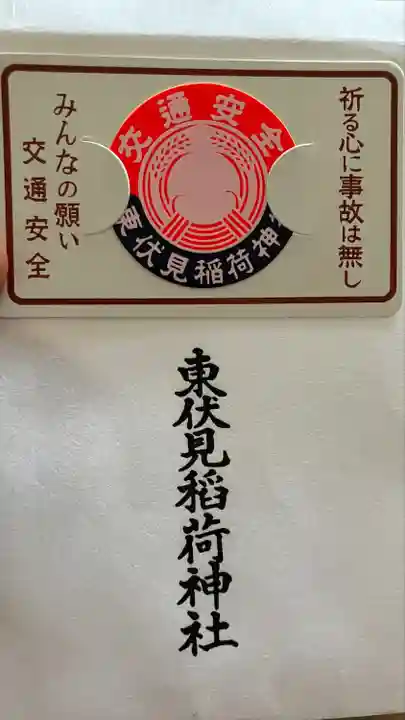 祈る心に事故は無し
交通安全
東伏見稲荷神
みんなの願い
交通安全
東伏見稲荷神社